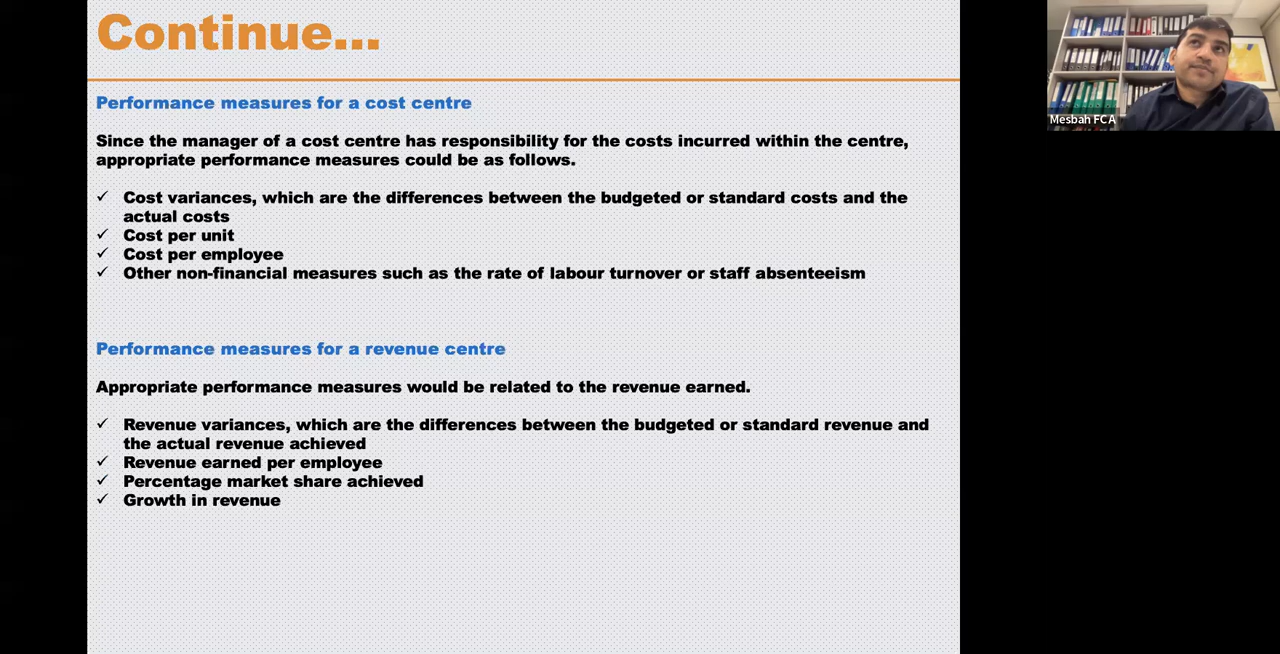 Continue...
Performance measures for a cost centre
Since the manager of a cost centre has responsibility for the costs incurred within the centre,
appropriate performance measures could be as follows.
✓ Cost variances, which are the differences between the budgeted or standard costs and the
actual costs
✓ Cost per unit
✓ Cost per employee
✓ Other non-financial measures such as the rate of labour turnover or staff absenteeism
Performance measures for a revenue centre
Appropriate performance measures would be related to the revenue earned.
✓ Revenue variances, which are the differences between the budgeted or standard revenue and
the actual revenue achieved
✓ Revenue earned per employee
✓ Percentage market share achieved
✓ Growth in revenue
Mesbah FCA